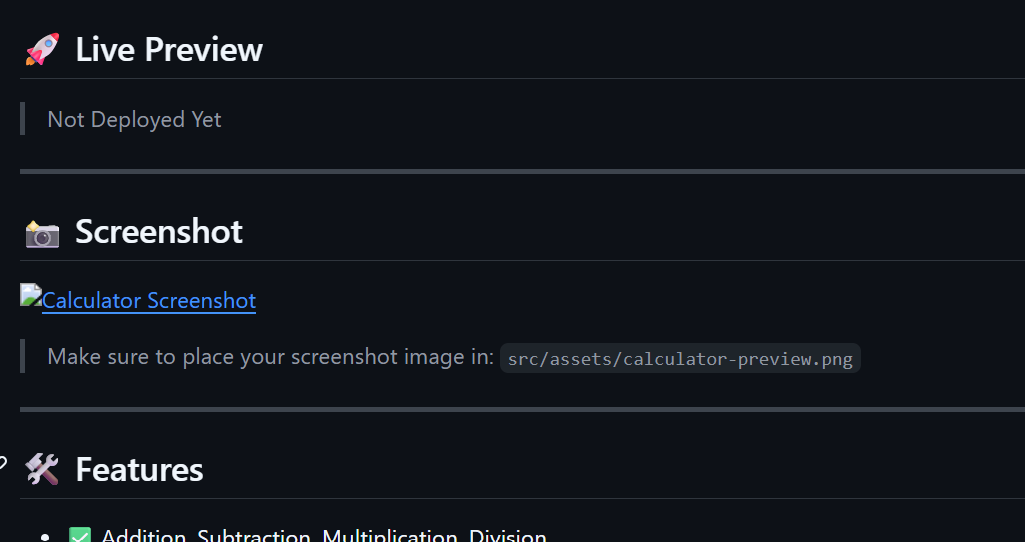 🚀 Live Preview
Not Deployed Yet
📸 Screenshot
Calculator Screenshot
Make sure to place your screenshot image in: src/assets/calculator-preview.png
🛠️ Features
• ✅ Addition, Subtraction, Multiplication, Division